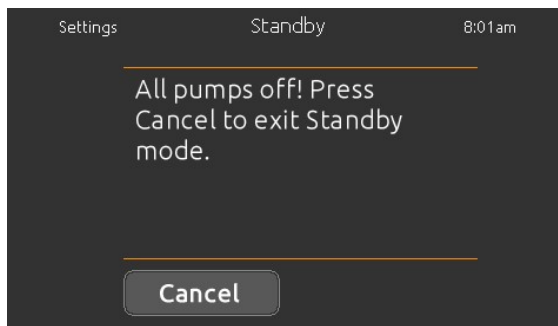 Settings Standby 8:01am
All pumps off! Press
Cancel to exit Standby
mode.
Cancel